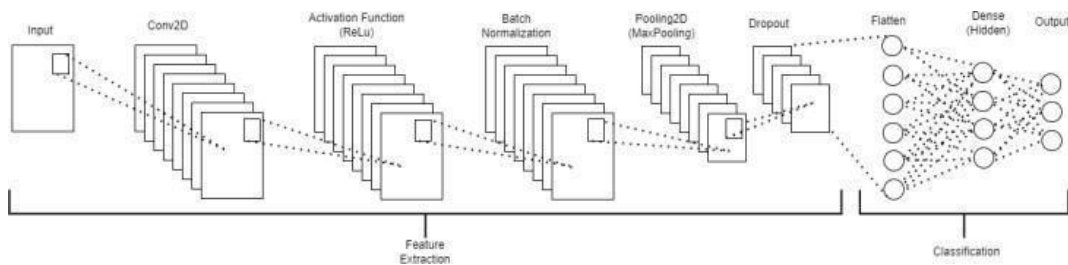 Input
Conv2D
Activation Function
(ReLu)
Batch
Normalization
Pooling2D
(MaxPooling)
Dropout
Flatten
Dense
(Hidden)
Output
Feature
Extraction
Classification